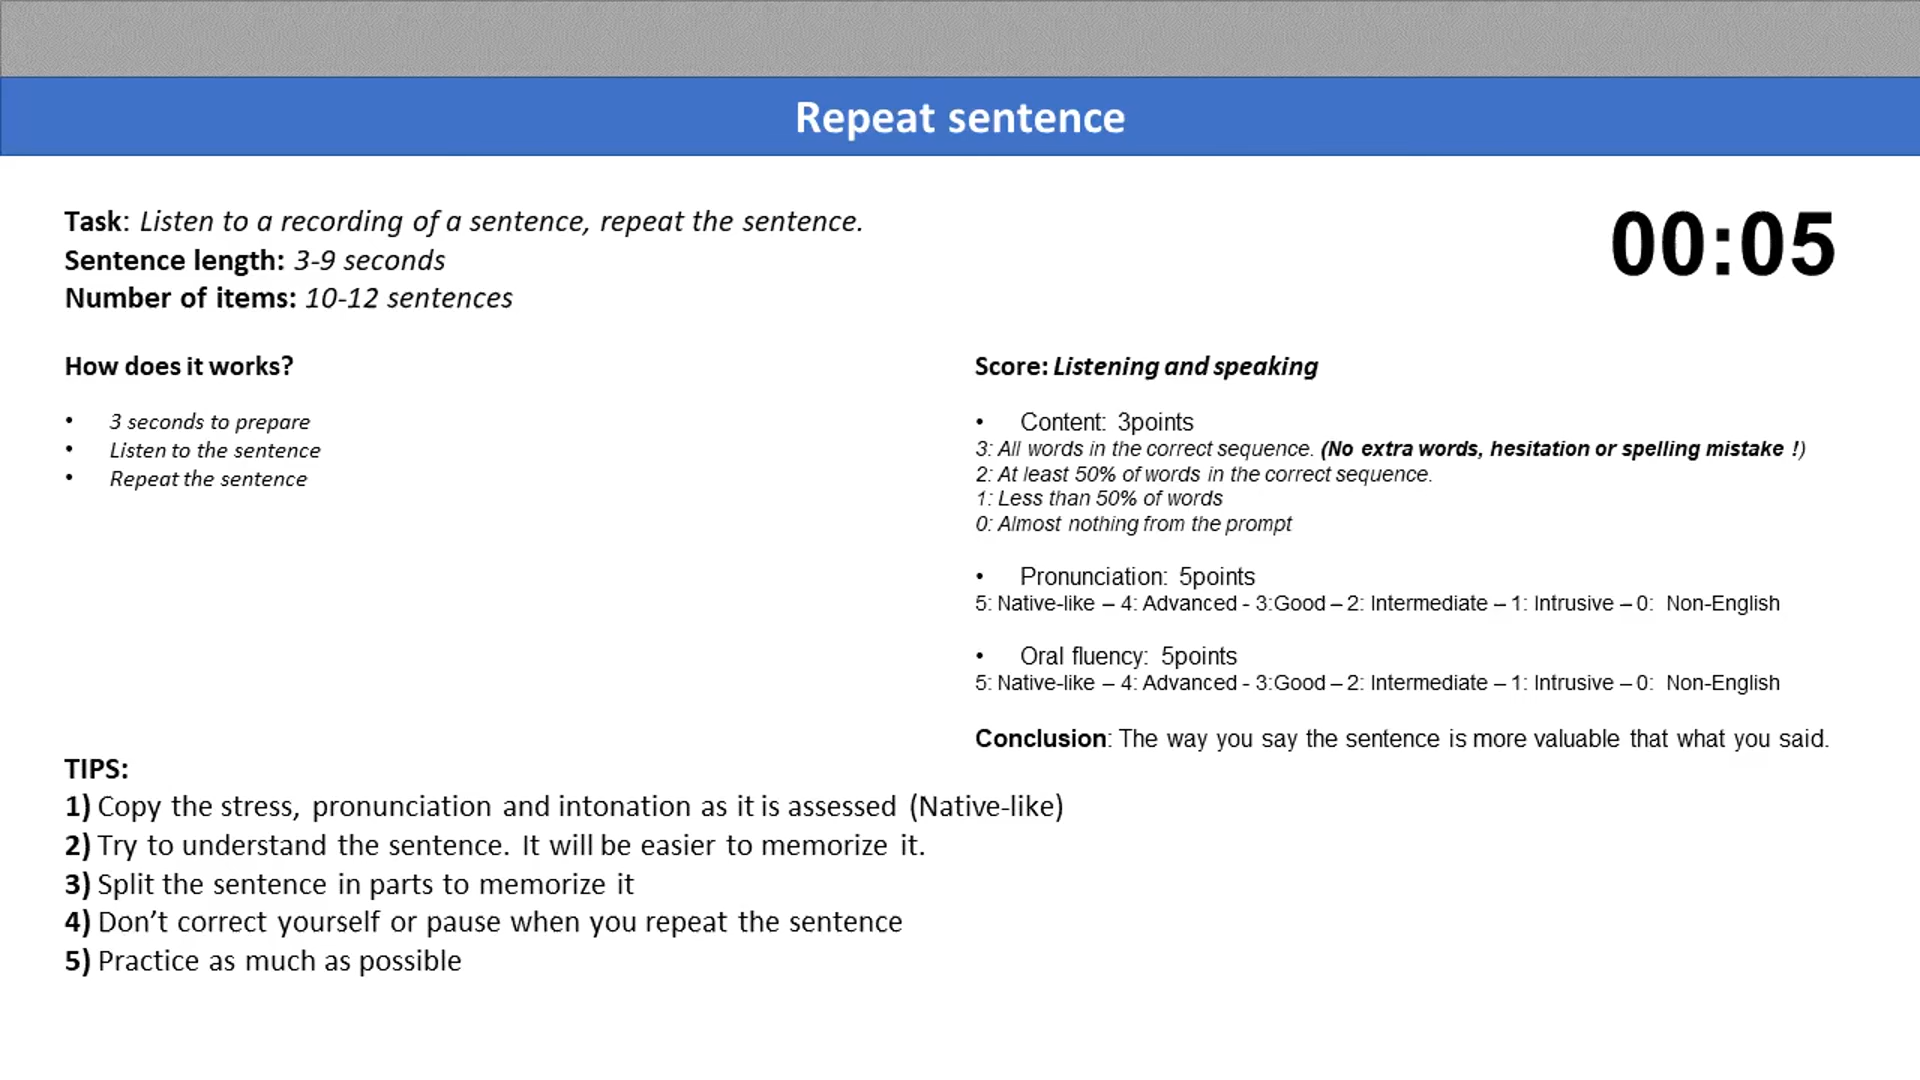 Repeat sentence
Task: Listen to a recording of a sentence, repeat the sentence.
Sentence length: 3-9 seconds
Number of items: 10-12 sentences
00:05
How does it works?
• 3 seconds to prepare
• Listen to the sentence
• Repeat the sentence
Score: Listening and speaking
• Content: 3points
3: All words in the correct sequence. (No extra words, hesitation or spelling mistake !)
2: At least 50% of words in the correct sequence.
1: Less than 50% of words
0: Almost nothing from the prompt
• Pronunciation: 5points
5: Native-like – 4: Advanced - 3:Good – 2: Intermediate – 1: Intrusive – 0: Non-English
• Oral fluency: 5points
5: Native-like – 4: Advanced - 3:Good – 2: Intermediate – 1: Intrusive – 0: Non-English
Conclusion: The way you say the sentence is more valuable that what you said.
TIPS:
1) Copy the stress, pronunciation and intonation as it is assessed (Native-like)
2) Try to understand the sentence. It will be easier to memorize it.
3) Split the sentence in parts to memorize it
4) Don’t correct yourself or pause when you repeat the sentence
5) Practice as much as possible